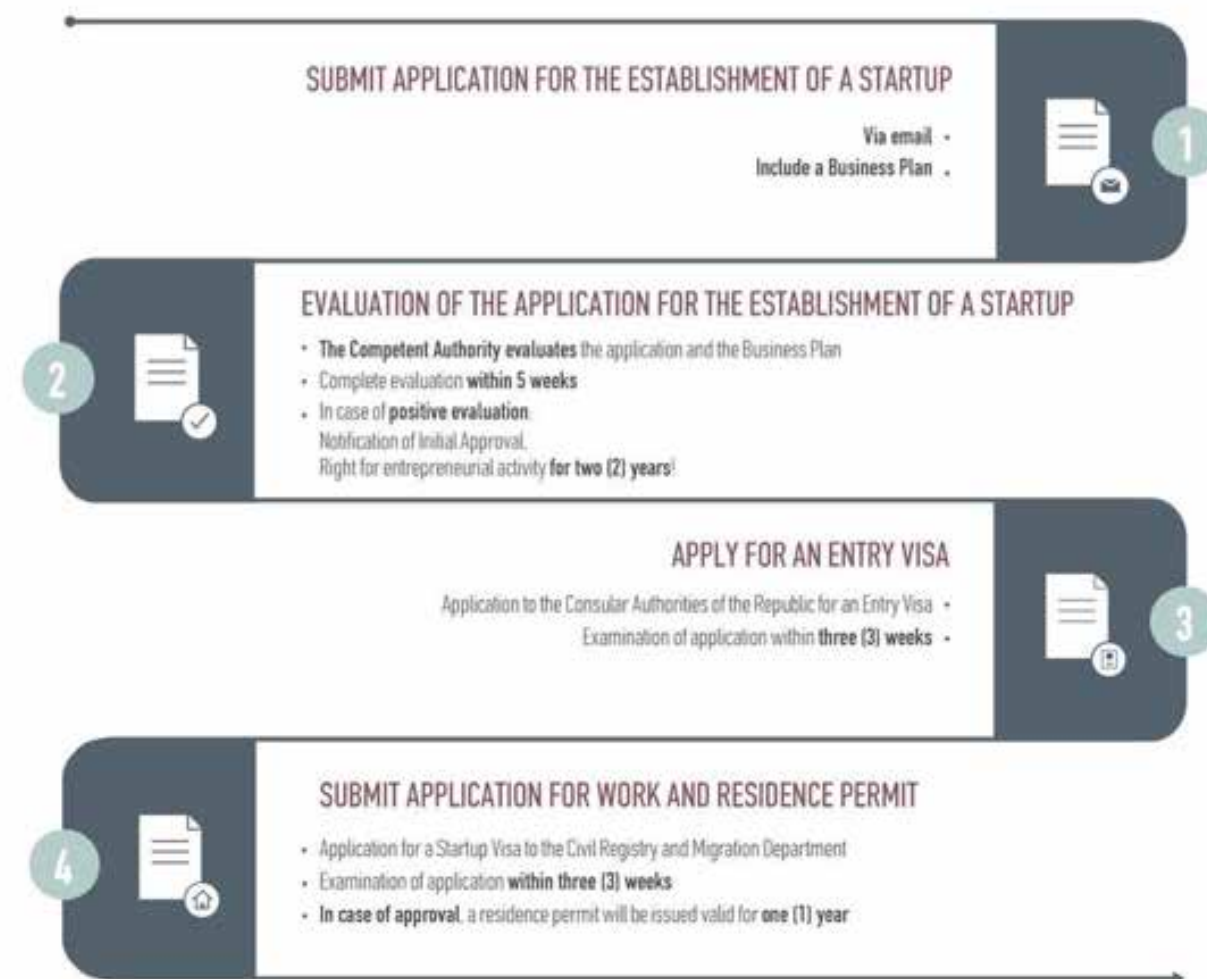 SUBMIT APPLICATION FOR THE ESTABLISHMENT OF A STARTUP
Via email •
Include a Business Plan •
1
EVALUATION OF THE APPLICATION FOR THE ESTABLISHMENT OF A STARTUP
• The Competent Authority evaluates the application and the Business Plan
• Complete evaluation within 5 weeks
• In case of positive evaluation
Notification of Initial Approval.
Right for entrepreneurial activity for two (2) years
2
APPLY FOR AN ENTRY VISA
Application to the Consular Authorities of the Republic for an Entry Visa •
Examination of application within three (3) weeks •
3
SUBMIT APPLICATION FOR WORK AND RESIDENCE PERMIT
• Application for a Startup Visa to the Civil Registry and Migration Department
• Examination of application within three (3) weeks
• In case of approval, a residence permit will be issued valid for one (1) year
4